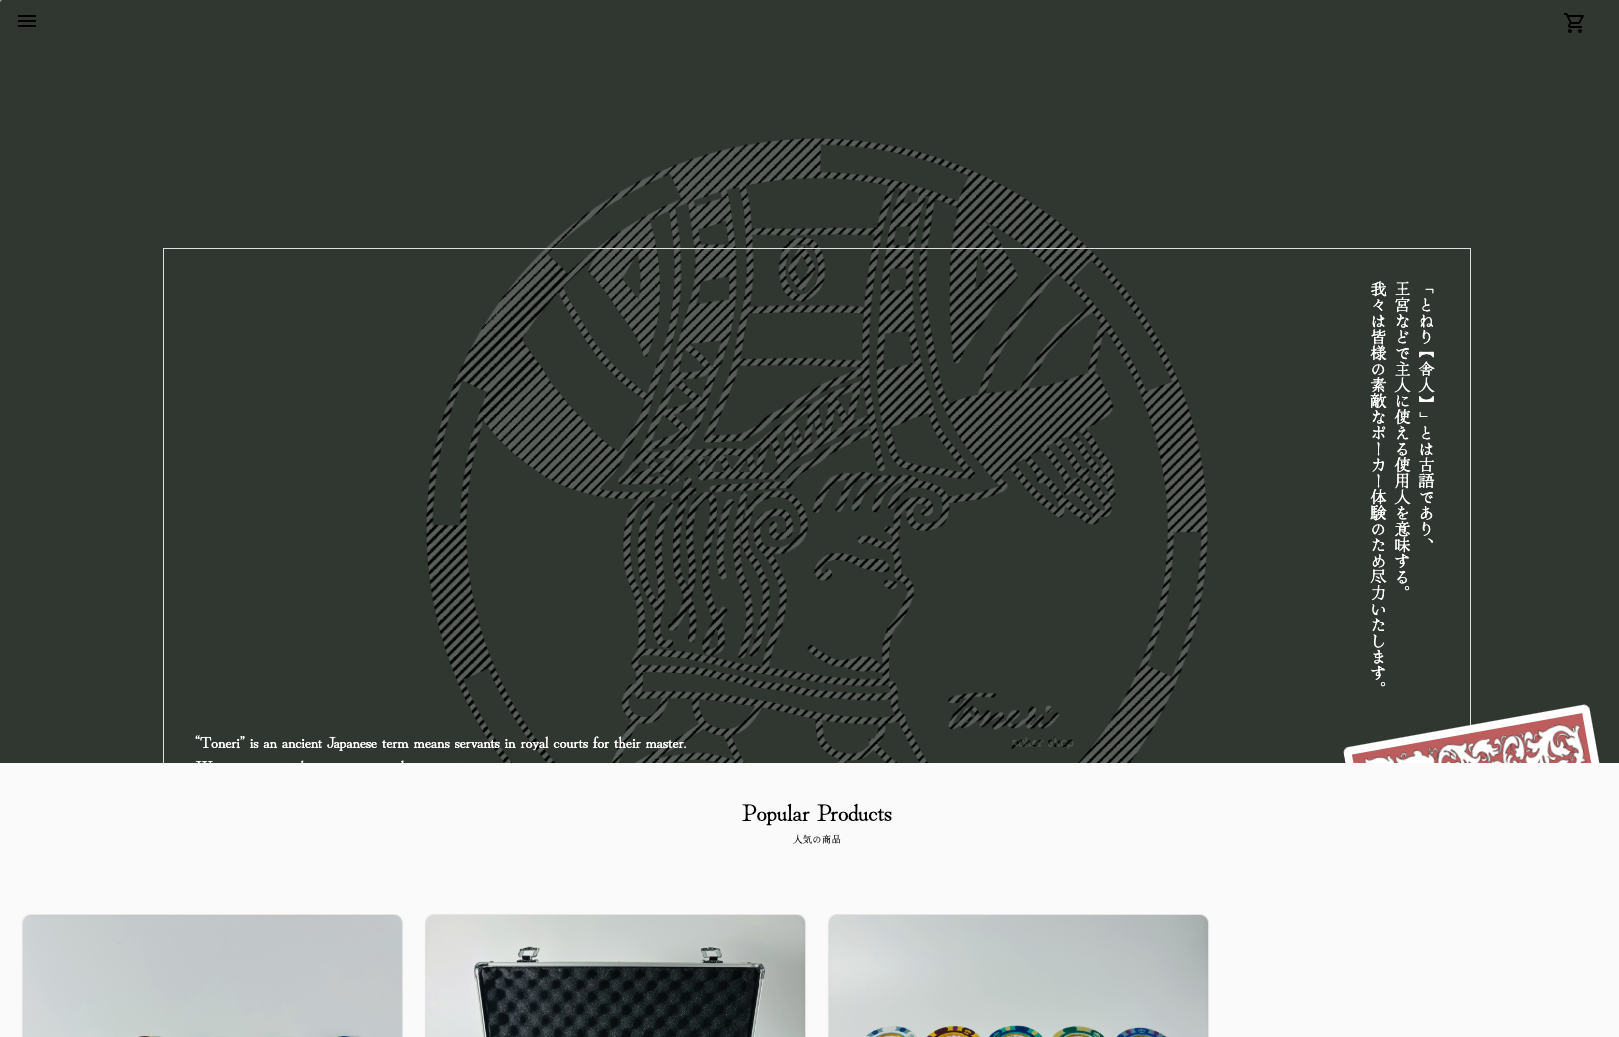 「とねり【舎人】」とは古語であり、
王宮などで主人に使える使用人を意味する。
我々は皆様の素敵なポーカー体験のため尽力いたします。
Toneri
poker shop
“Toneri” is an ancient Japanese term means servants in royal courts for their master.
Popular Products
人気の商品